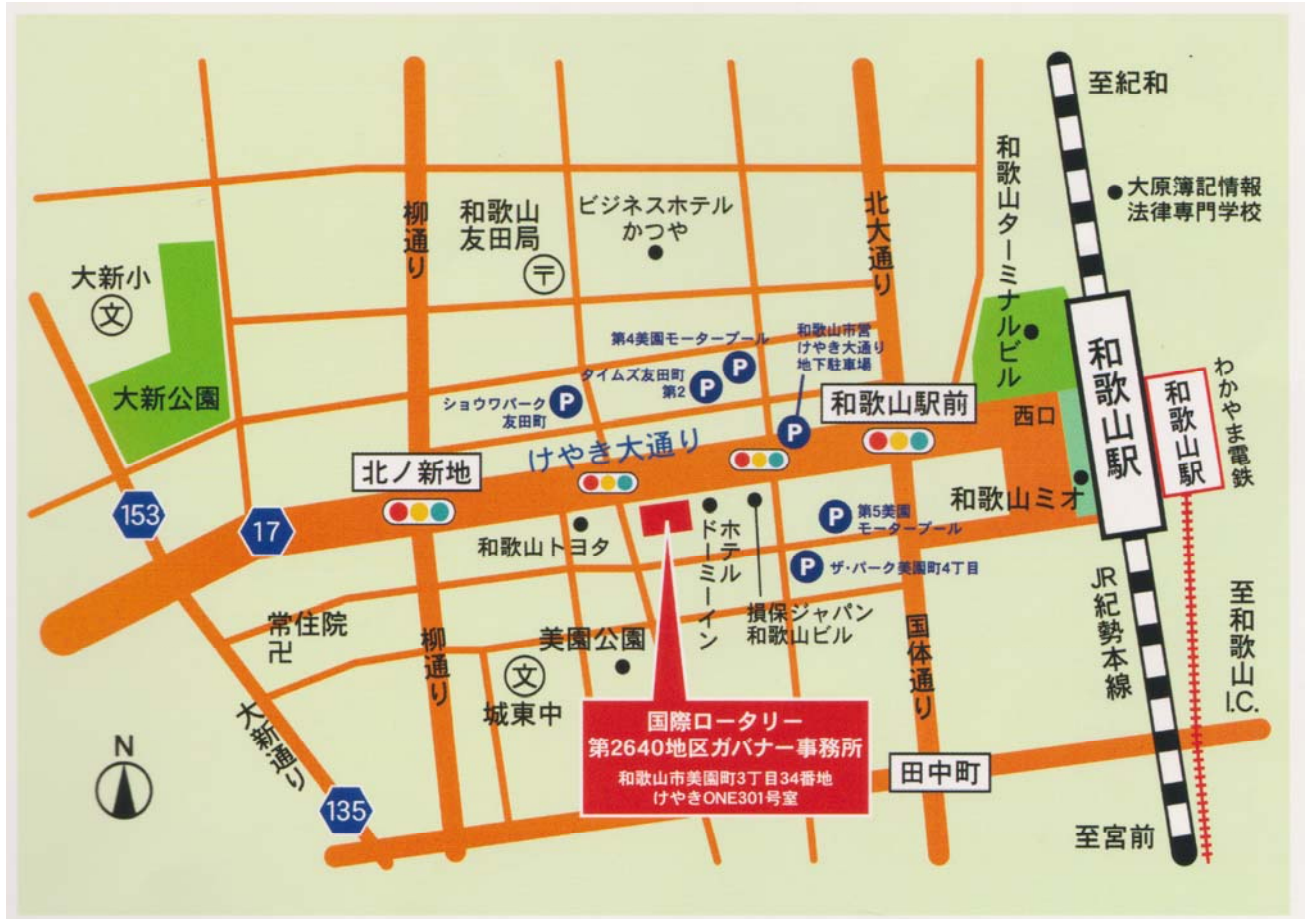 至紀和
大原簿記情報
法律専門学校
和歌山ターミナルビル
北大通り
ビジネスホテル
かつや
和歌山
友田局
〒
柳通り
大新小
文
大新公園
第4美園モータープール
P
タイムズ友田町
第2
P
ショウワパーク
友田町
P
和歌山市営
けやき大通り
地下駐車場
P
和歌山駅前
西口
和歌山駅
和歌山駅
わかやま電鉄
けやき大通り
北ノ新地
153
17
和歌山ミオ
和歌山トヨタ
ホテル
ドーミーイン
P
第5美園
モータープール
P
ザ・パーク美園町4丁目
損保ジャパン
和歌山ビル
常住院
卍
柳通り
美園公園
文
城東中
国体通り
JR紀勢本線
至和歌山
I.C.
大新通り
135
国際ロータリー
第2640地区ガバナー事務所
和歌山市美園町3丁目34番地
けやきONE301号室
田中町
至宮前
N